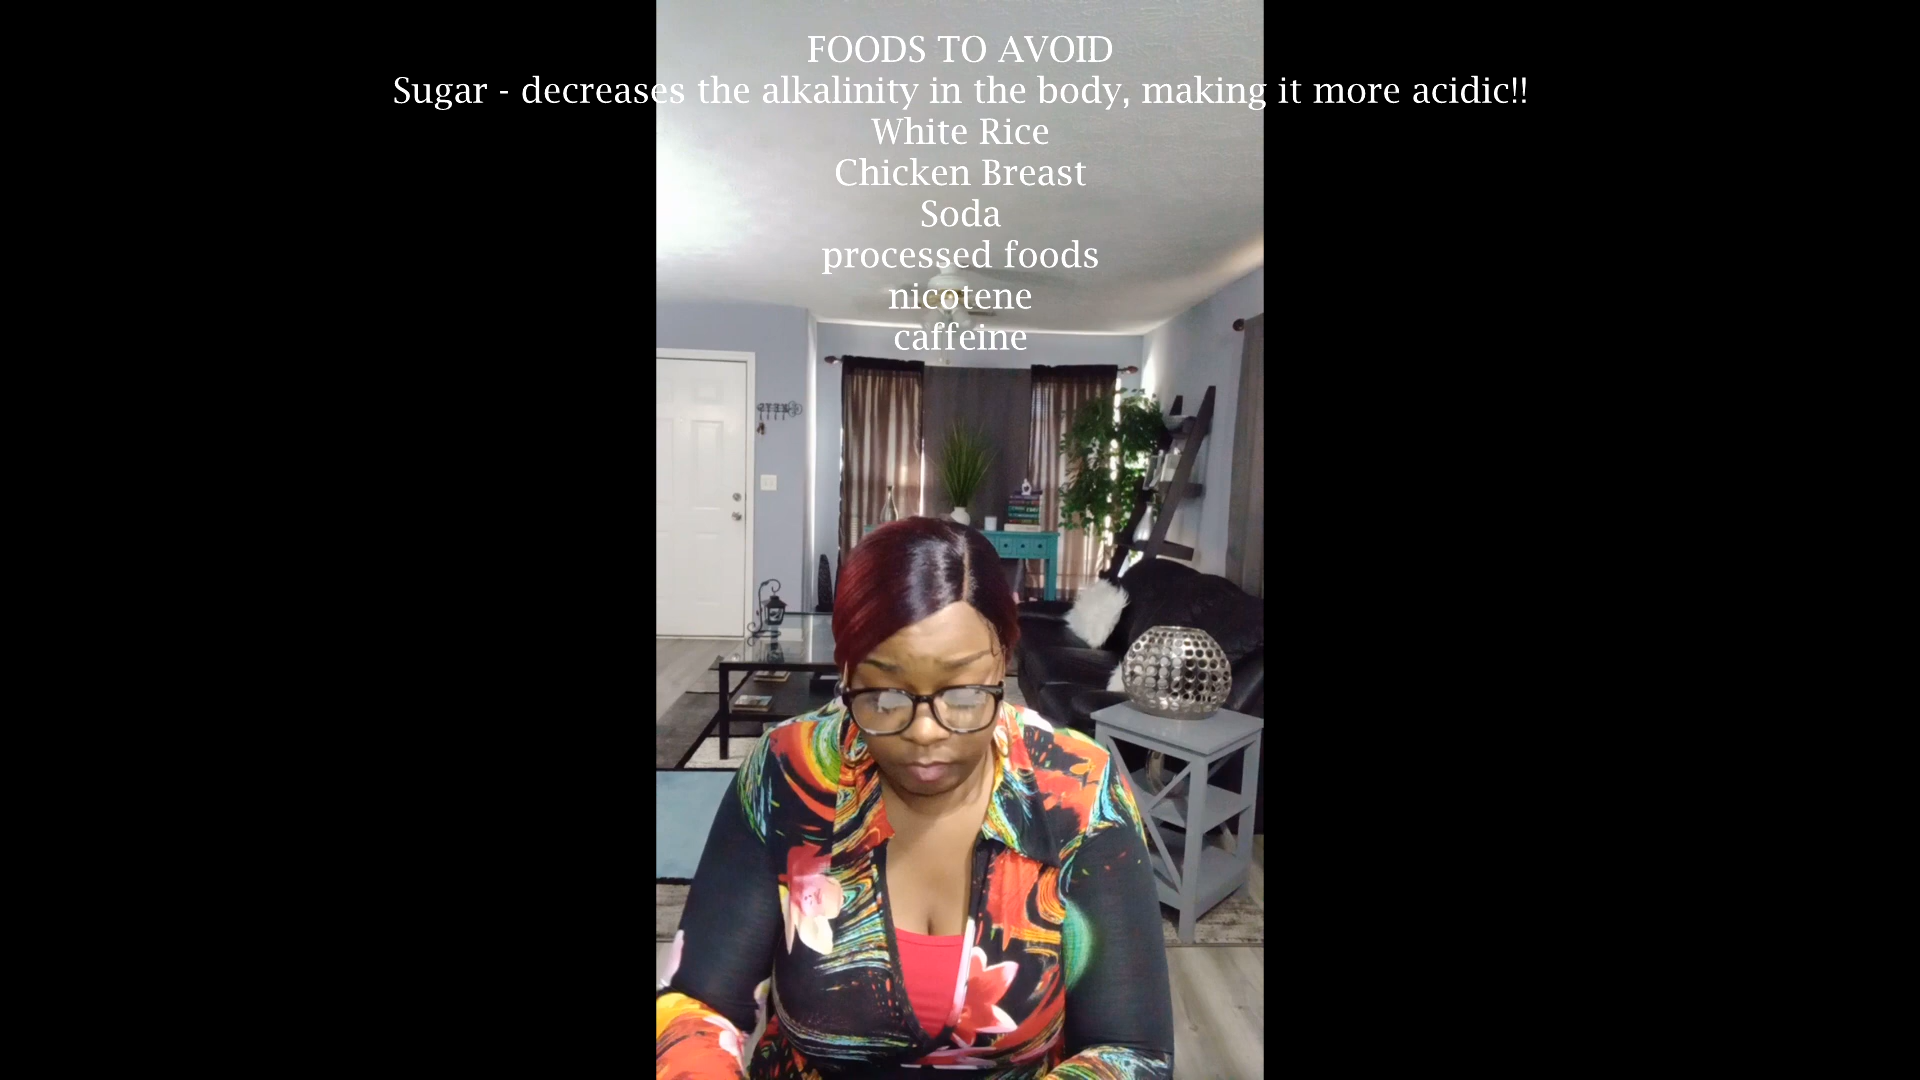 FOODS TO AVOID
Sugar - decreases the alkalinity in the body, making it more acidic!!
White Rice
Chicken Breast
Soda
processed foods
nicotene
caffeine